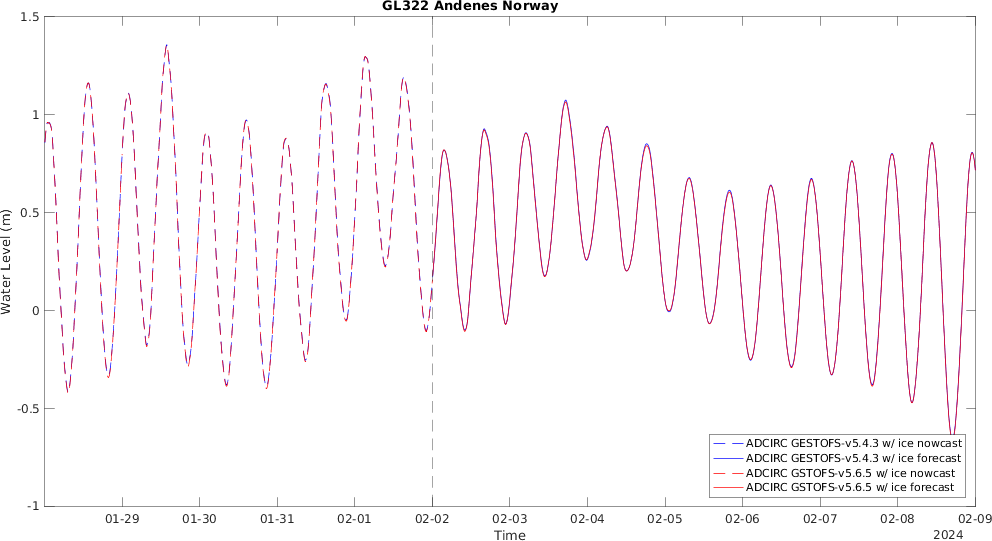 GL322 Andenes Norway
1.5
1
0.5
0
-0.5
-1
Water Level (m)
01-29 01-30 01-31 02-01 02-02 02-03 02-04 02-05 02-06 02-07 02-08 02-09
Time
2024
ADCIRC GESTOFS-v5.4.3 w/ ice nowcast
ADCIRC GESTOFS-v5.4.3 w/ ice forecast
ADCIRC GSTOFS-v5.6.5 w/ ice nowcast
ADCIRC GSTOFS-v5.6.5 w/ ice forecast